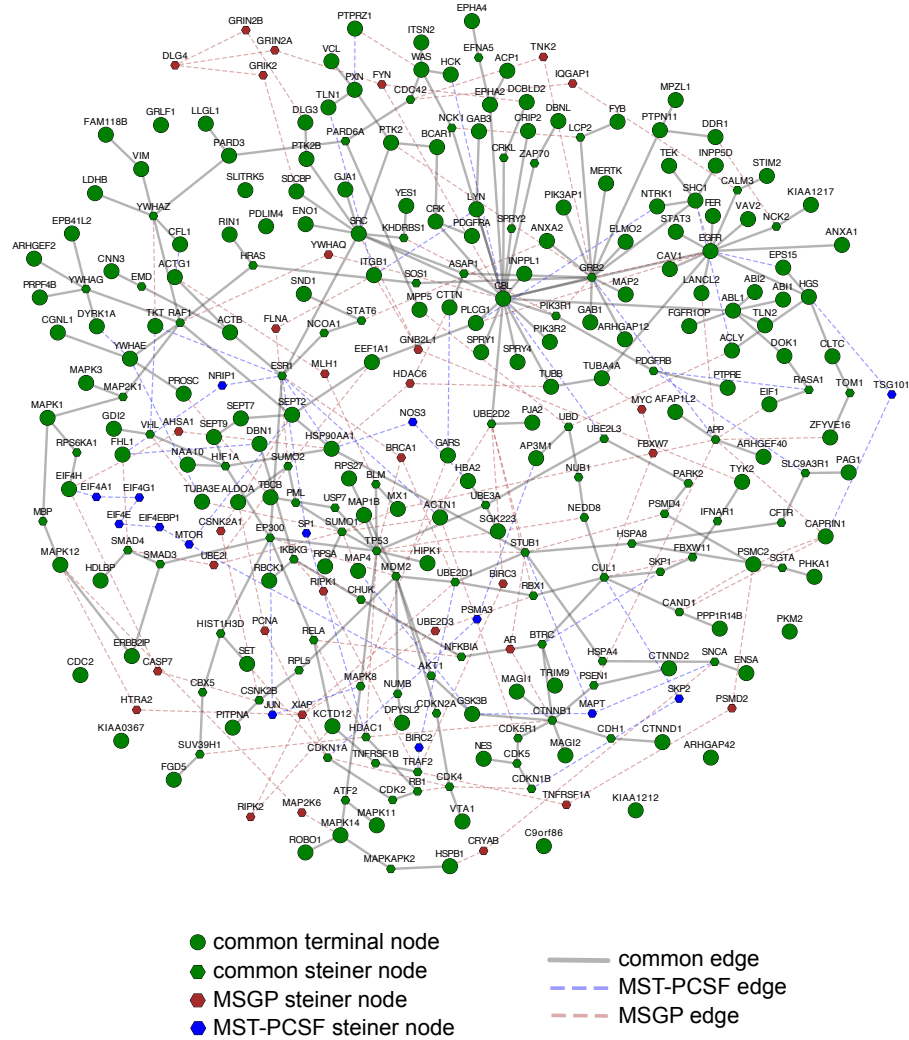 EPHA4
GRIN2B
PTPRZ1
ITSN2
GRIN2A
VCL
WAS
EFNA5
ACP1
TNK2
DLG4
HCK
GRIK2
PXN
FYN
IQGAP1
CDC42
EPHA2
DCBLD2
MPZL1
TLN1
DBNL
GRLF1
LLGL1
DLG3
NCK1
GAB3
CRIP2
LCP2
FYB
PTPN11
FAM118B
PARD6A
PTK2
BCAR1
DDR1
PARD3
PTK2B
CRKL
ZAP70
VIM
TEK
INPP5D
STIM2
SLITRK5
SDCBP
GJA1
MERTK
CALM3
LDHB
YES1
LYN
PIK3AP1
NTRK1
SHC1
KIAA1217
YWHAZ
ENO1
CRK
PDGFRA
FER
VAV2
EPB41L2
RIN1
PDLIM4
SRC
SPRY2
STAT3
NCK2
KHDRBS1
ANXA2
ELMO2
ANXA1
ARHGEF2
CFL1
YWHAQ
EGFR
CNN3
HRAS
ITGB1
ASAP1
INPPL1
GRB2
CAV1
EPS15
YWHAG
EMD
ACTG1
SOS1
LANCL2
ABI2
HGS
PRPF4B
SND1
MPP5
CTTN
CBL
MAP2
ABI1
DYRK1A
PLCG1
PIK3R1
FGFR1OP
ABL1
TLN2
CGNL1
TKT
RAF1
ACTB
FLNA
STAT6
GAB1
ARHGAP12
NCOA1
PIK3R2
YWHAE
GNB2L1
SPRY1
SPRY4
ACLY
DOK1
CLTC
EEF1A1
MLH1
ESR1
TUBB
TUBA4A
PDGFRB
MAPK3
MAP2K1
PROSC
NRIP1
HDAC6
PTPRE
EIF1
RASA1
TOM1
TSG101
MAPK1
GDI2
SEPT7
SEPT2
NOS3
UBE2D2
PJA2
UBD
MYC
AFAP1L2
ZFYVE16
VHL
AHSA1
SEPT9
DBN1
HSP90AA1
GARS
UBE2L3
APP
RPS6KA1
FHL1
AP3M1
FBXW7
ARHGEF40
NAA10
HIF1A
SUMO2
BRCA1
PAG1
EIF4H
RPS27
BLM
HBA2
NUB1
PARK2
TYK2
SLC9A3R1
EIF4A1
EIF4G1
TUBA3E
ALDOA
TBCB
PML
USP7
MAP1B
MX1
ACTN1
UBE3A
SGK223
NEDD8
PSMD4
IFNAR1
CFTR
CAPRIN1
MBP
EIF4E
EIF4EBP1
CSNK2A1
SP1
SUMO1
MTOR
EP300
TP53
STUB1
HSPA8
SMAD4
UBE2I
IKBKG
RPSA
MAP4
HIPK1
FBXW11
MAPK12
SMAD3
MDM2
PSMC2
SGTA
HDLBP
RBCK1
RIPK1
CHUK
UBE2D1
BIRC3
RBX1
CUL1
SKP1
PHKA1
PSMA3
CAND1
PPP1R14B
PCNA
UBE2D3
HIST1H3D
RELA
PKM2
NFKBIA
AR
BTRC
ERBB2IP
SET
CDC2
CASP7
RPL5
HSPA4
CTNND2
SNCA
ENSA
CBX5
CSNK2B
MAPK8
AKT1
MAGI1
TRIM9
PSEN1
HTRA2
NUMB
SKP2
PITPNA
JUN
XIAP
KCTD12
DPYSL2
CDKN2A
GSK3B
MAPT
PSMD2
KIAA0367
CTNNB1
HDAC1
BIRC2
CDK5R1
CDH1
CTNND1
SUV39H1
NES
MAGI2
ARHGAP42
CDKN1A
TNFRSF1B
FGD5
TRAF2
CDK5
ATF2
CDK2
RB1
CDK4
CDKN1B
RIPK2
MAP2K6
TNFRSF1A
KIAA1212
VTA1
MAPK11
MAPK14
ROBO1
CRYAB
C9orf86
MAPKAPK2
HSPB1
common terminal node
common steiner node
MSGP steiner node
MST-PCSF steiner node
common edge
MST-PCSF edge
MSGP edge